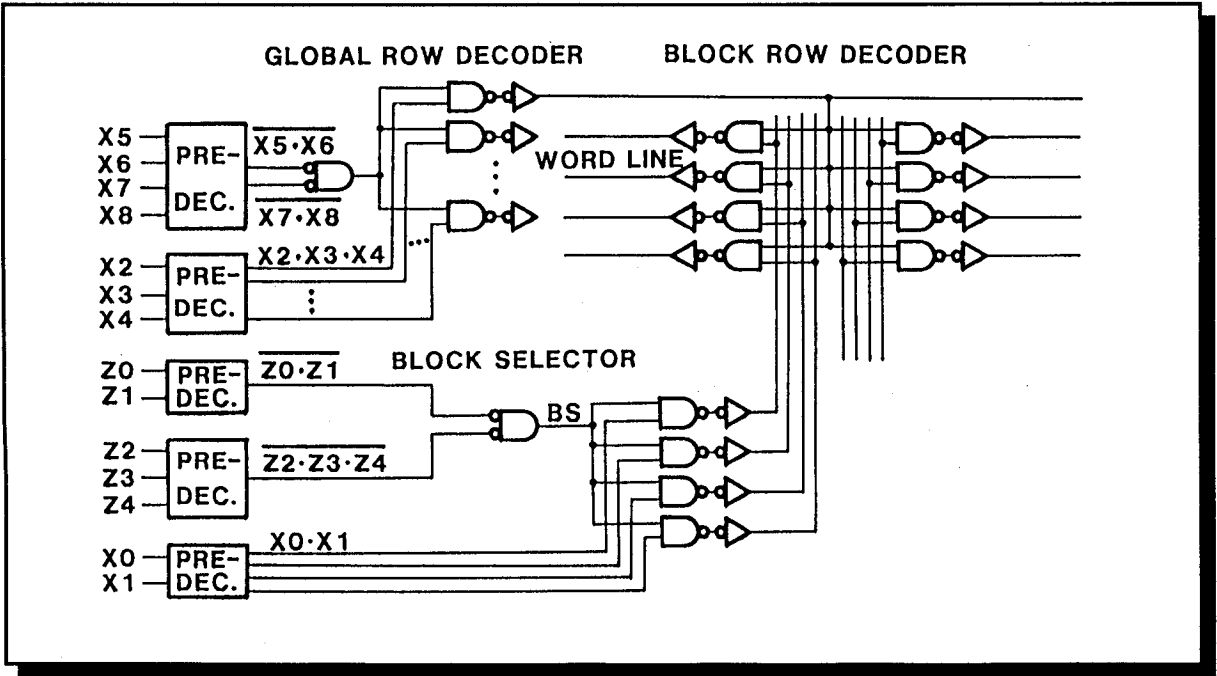 GLOBAL ROW DECODER
BLOCK ROW DECODER
X5
X6
X7
X8
PRE-
DEC.
X5·X6
X7·X8
WORD LINE
X2
X3
X4
PRE-
DEC.
X2·X3·X4
BLOCK SELECTOR
Z0
Z1
PRE-
DEC.
Z0·Z1
BS
Z2
Z3
Z4
PRE-
DEC.
Z2·Z3·Z4
X0
X1
PRE-
DEC.
X0·X1